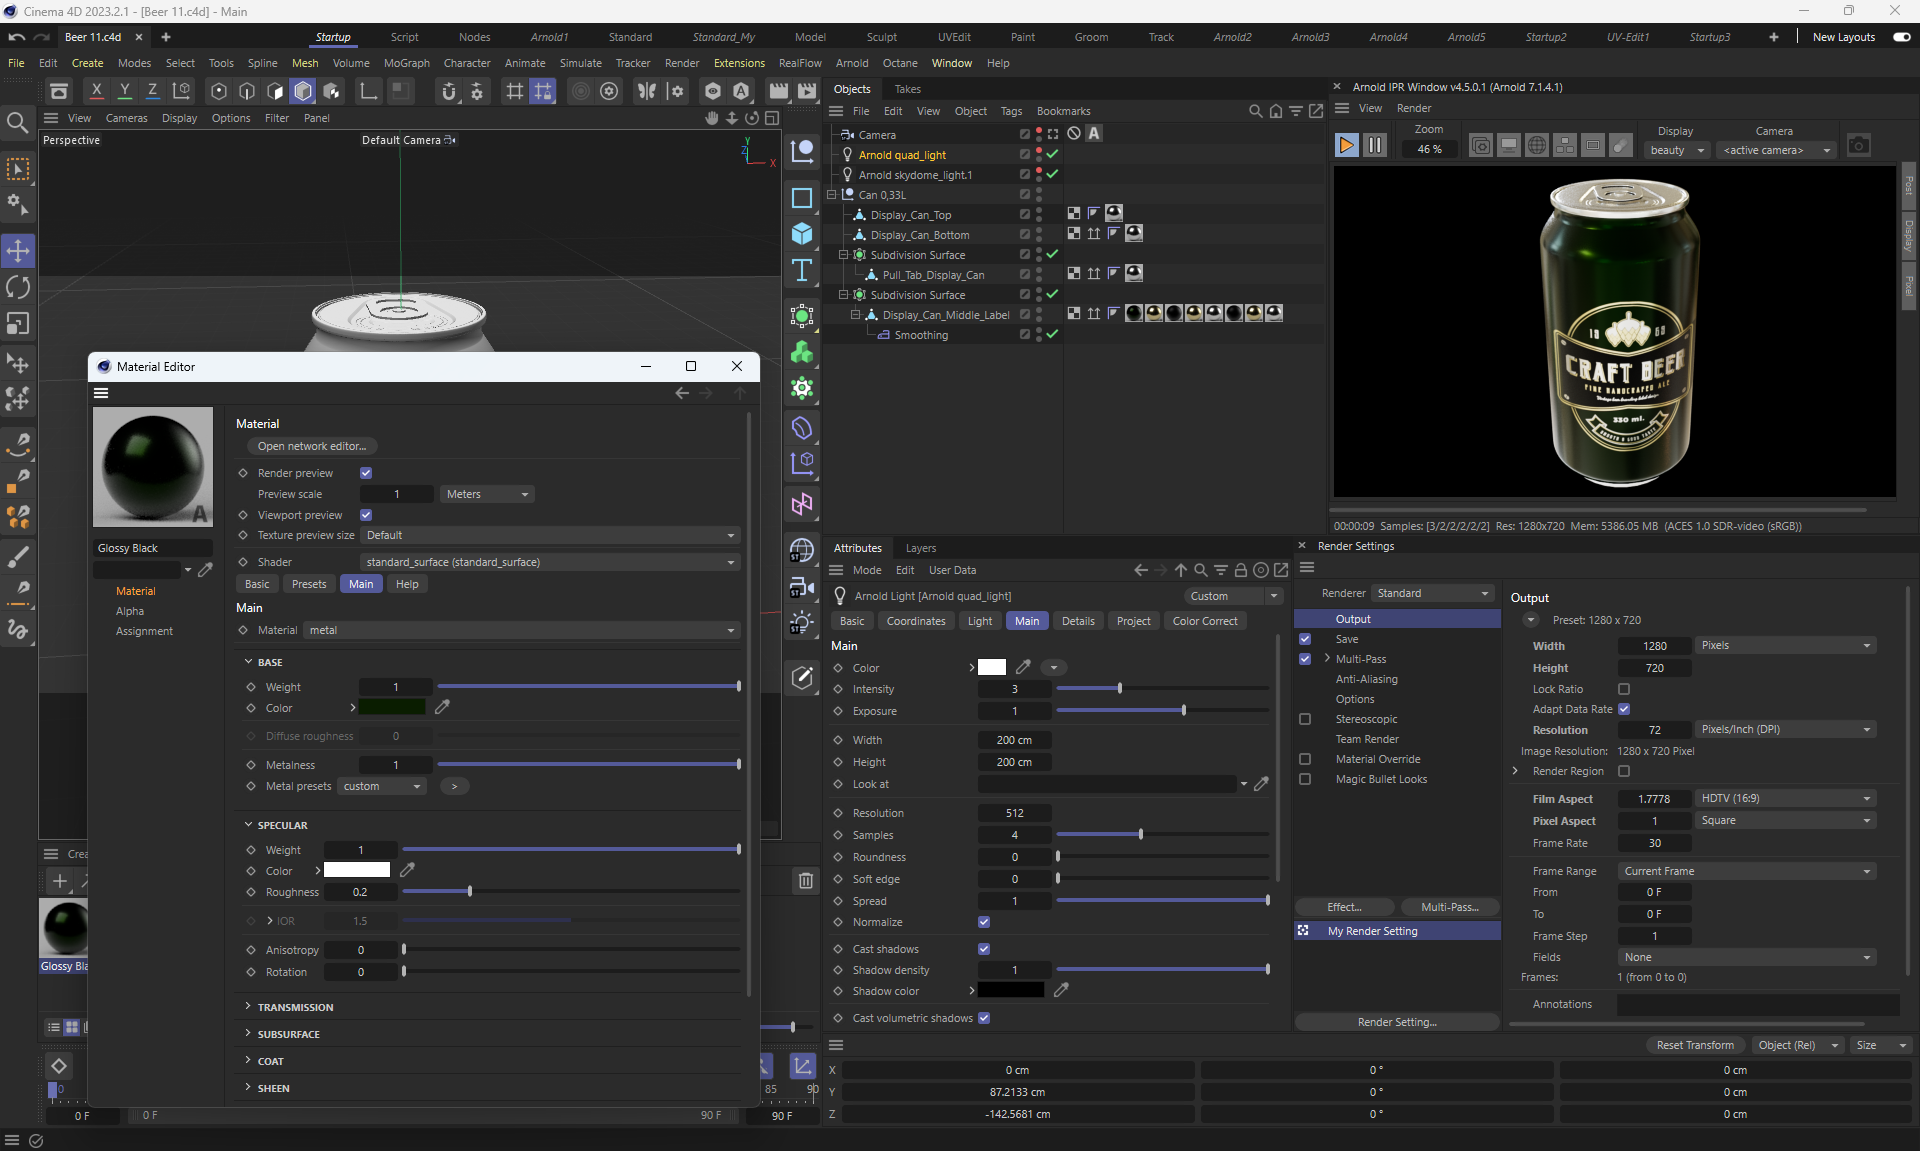 Cinema 4D 2023.2.1 - [Beer 11.c4d] - Main
Beer 11.c4d
Startup Script Nodes Arnold1 Standard Standard_My Model Sculpt UVEdit Paint Groom Track Arnold2 Arnold3 Arnold4 Arnold5 Startup2 UV-Edit1 Startup3 New Layouts
File Edit Create Modes Select Tools Spline Mesh Volume MoGraph Character Animate Simulate Tracker Render Extensions RealFlow Arnold Octane Window Help
X Y Z
View Cameras Display Options Filter Panel
Perspective
Default Camera
Y
Z
X
Objects Takes
File Edit View Object Tags Bookmarks
Camera
A
Arnold quad_light
Arnold skydome_light.1
Can 0,33L
Display_Can_Top
Display_Can_Bottom
Subdivision Surface
Pull_Tab_Display_Can
Subdivision Surface
Display_Can_Middle_Label
Smoothing
Arnold IPR Window v4.5.0.1 (Arnold 7.1.4.1)
View Render
Zoom
46 %
Display
beauty
Camera
<active camera>
Post
Display
Pixel
CRAFT BEER
FINE HANDCRAFED ALE
330 ml.
00:00:09 Samples: [3/2/2/2/2/2] Res: 1280x720 Mem: 5386.05 MB (ACES 1.0 SDR-video (sRGB))
Material Editor
Glossy Black
Material
Alpha
Assignment
Material
Open network editor...
Render preview
Preview scale 1 Meters
Viewport preview
Texture preview size Default
Shader standard_surface (standard_surface)
Basic Presets Main Help
Main
Material metal
BASE
Weight 1
Color
Diffuse roughness 0
Metalness 1
Metal presets custom >
SPECULAR
Weight 1
Color
Roughness 0.2
IOR 1.5
Anisotropy 0
Rotation 0
TRANSMISSION
SUBSURFACE
COAT
SHEEN
Crea
Glossy Bla
0
85 90
0 F 0 F 90 F 90 F
ST
ST
ST
Attributes Layers
Mode Edit User Data
Arnold Light [Arnold quad_light] Custom
Basic Coordinates Light Main Details Project Color Correct
Main
Color
Intensity 3
Exposure 1
Width 200 cm
Height 200 cm
Look at
Resolution 512
Samples 4
Roundness 0
Soft edge 0
Spread 1
Normalize
Cast shadows
Shadow density 1
Shadow color
Cast volumetric shadows
Render Settings
Renderer Standard
Output
Save
Multi-Pass
Anti-Aliasing
Options
Stereoscopic
Team Render
Material Override
Magic Bullet Looks
Effect... Multi-Pass...
My Render Setting
Render Setting...
Output
Preset: 1280 x 720
Width 1280 Pixels
Height 720
Lock Ratio
Adapt Data Rate
Resolution 72 Pixels/Inch (DPI)
Image Resolution: 1280 x 720 Pixel
Render Region
Film Aspect 1.7778 HDTV (16:9)
Pixel Aspect 1 Square
Frame Rate 30
Frame Range Current Frame
From 0 F
To 0 F
Frame Step 1
Fields None
Frames: 1 (from 0 to 0)
Annotations
Reset Transform Object (Rel) Size
X 0 cm 0 ° 0 cm
Y 87.2133 cm 0 ° 0 cm
Z -142.5681 cm 0 ° 0 cm